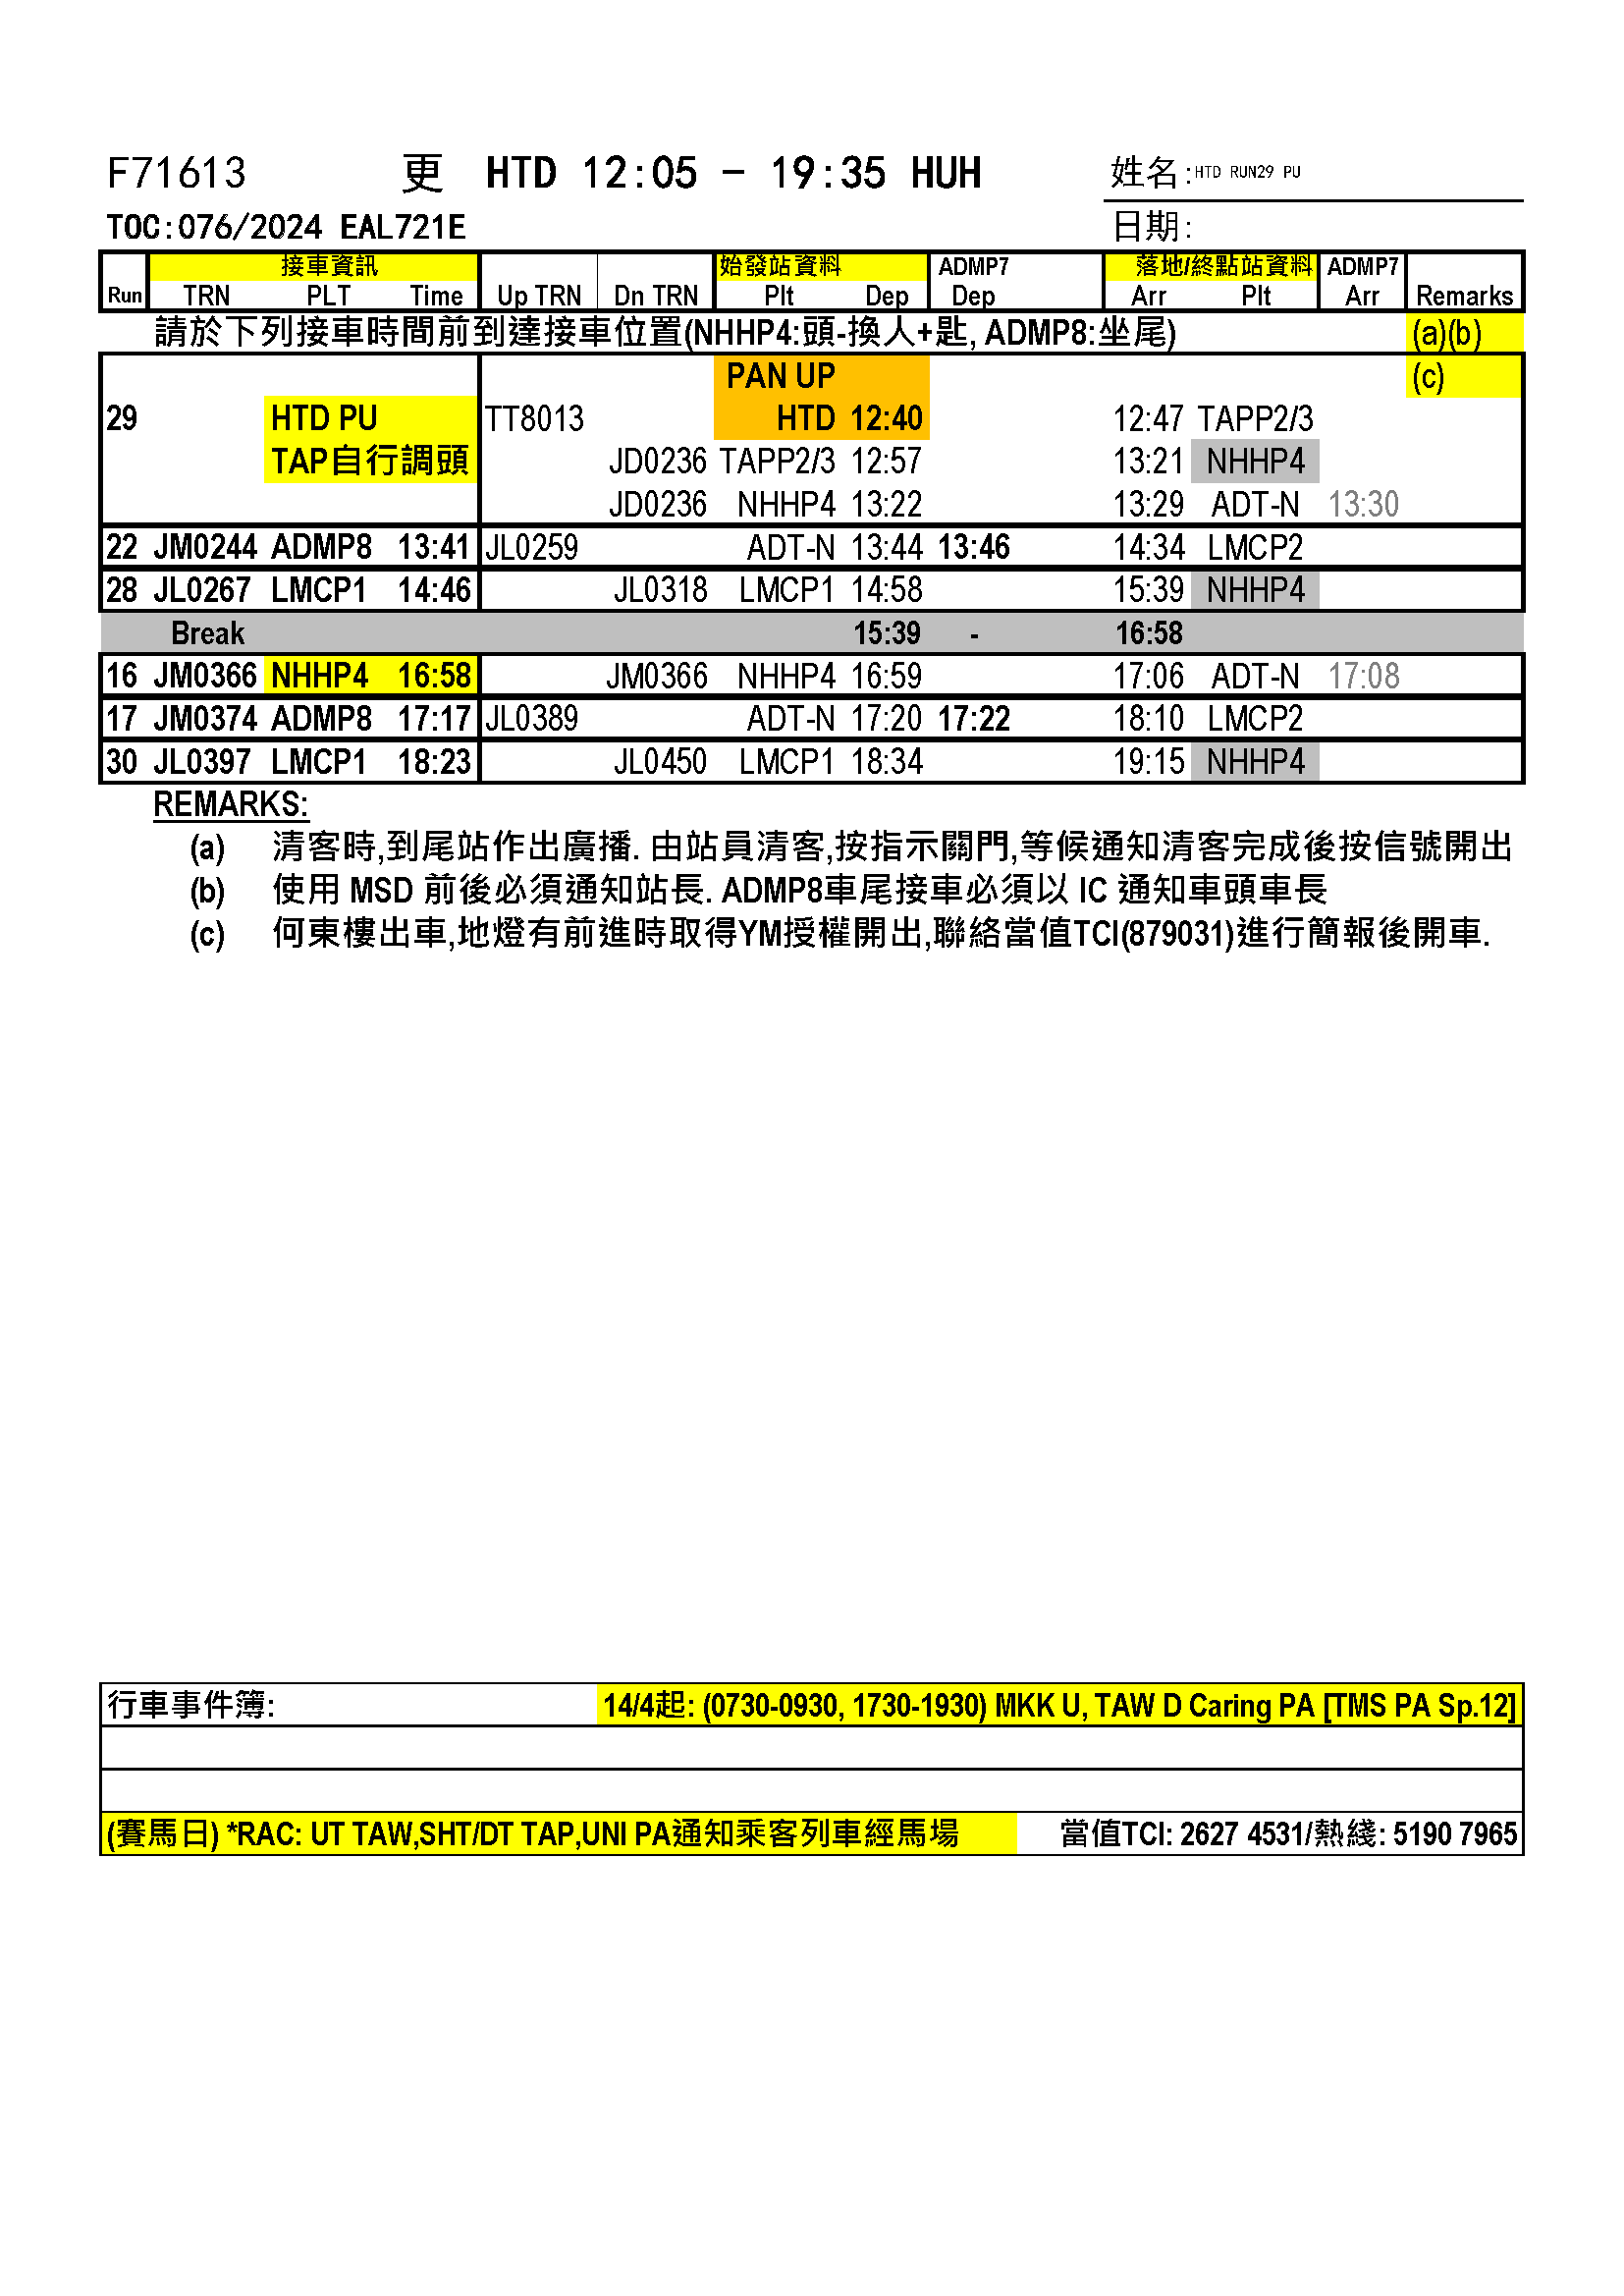 F71613 更 HTD 12:05 - 19:35 HUH 姓名:HTD RUN29 PU
TOC:076/2024 EAL721E 日期:
接車資訊 始發站資料 ADMP7 落地/終點站資料 ADMP7
Run TRN PLT Time Up TRN Dn TRN Plt Dep Dep Arr Plt Arr Remarks
請於下列接車時間前到達接車位置(NHHP4:頭-換人+匙, ADMP8:坐尾) (a)(b)
PAN UP (c)
29 HTD PU TT8013 HTD 12:40 12:47 TAPP2/3
TAP自行調頭 JD0236 TAPP2/3 12:57 13:21 NHHP4
JD0236 NHHP4 13:22 13:29 ADT-N 13:30
22 JM0244 ADMP8 13:41 JL0259 ADT-N 13:44 13:46 14:34 LMCP2
28 JL0267 LMCP1 14:46 JL0318 LMCP1 14:58 15:39 NHHP4
Break 15:39 - 16:58
16 JM0366 NHHP4 16:58 JM0366 NHHP4 16:59 17:06 ADT-N 17:08
17 JM0374 ADMP8 17:17 JL0389 ADT-N 17:20 17:22 18:10 LMCP2
30 JL0397 LMCP1 18:23 JL0450 LMCP1 18:34 19:15 NHHP4
REMARKS:
(a) 清客時,到尾站作出廣播. 由站員清客,按指示關門,等候通知清客完成後按信號開出
(b) 使用 MSD 前後必須通知站長. ADMP8車尾接車必須以 IC 通知車頭車長
(c) 何東樓出車,地燈有前進時取得YM授權開出,聯絡當值TCI(879031)進行簡報後開車.
行車事件簿: 14/4起: (0730-0930, 1730-1930) MKK U, TAW D Caring PA [TMS PA Sp.12]
(賽馬日) *RAC: UT TAW,SHT/DT TAP,UNI PA通知乘客列車經馬場 當值TCI: 2627 4531/熱綫: 5190 7965